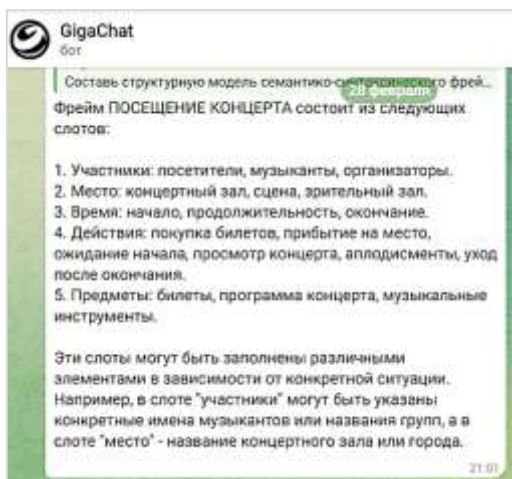 GigaChat
бот
Составь структурную модель семантико-синтаксического фрей...
28 февраля
Фрейм ПОСЕЩЕНИЕ КОНЦЕРТА состоит из следующих
слотов:
1. Участники: посетители, музыканты, организаторы.
2. Место: концертный зал, сцена, зрительный зал.
3. Время: начало, продолжительность, окончание.
4. Действия: покупка билетов, прибытие на место,
ожидание начала, просмотр концерта, аплодисменты, уход
после окончания.
5. Предметы: билеты, программа концерта, музыкальные
инструменты.
Эти слоты могут быть заполнены различными
элементами в зависимости от конкретной ситуации.
Например, в слоте "участники" могут быть указаны
конкретные имена музыкантов или названия групп, а в
слоте "место" - название концертного зала или города.
21:01